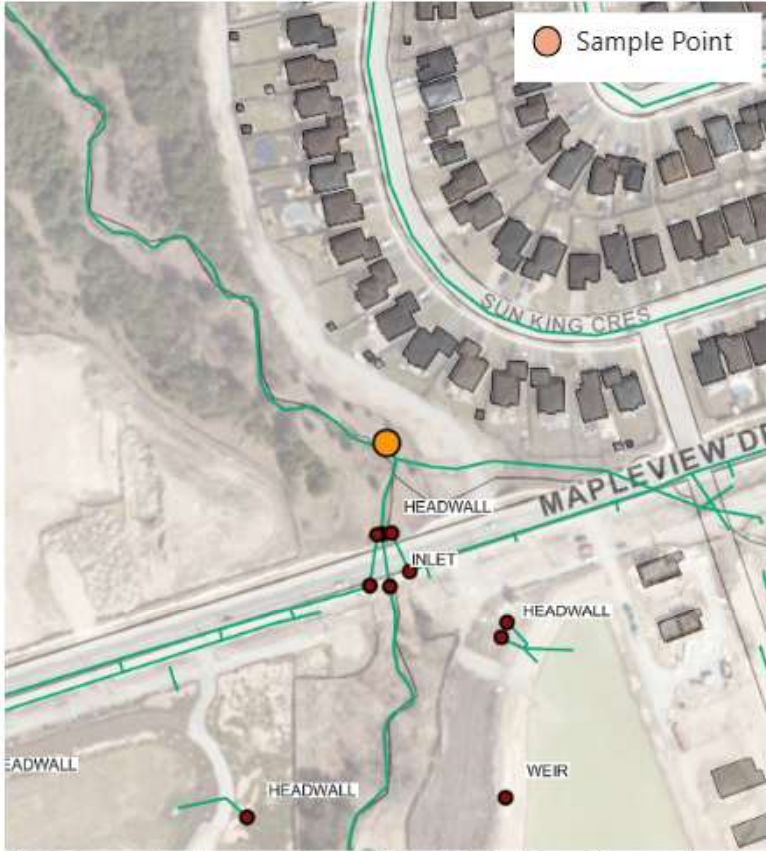 Sample Point
SUN KING CRES
MAPLEVIEW DR
HEADWALL
INLET
HEADWALL
EADWALL
HEADWALL
WEIR